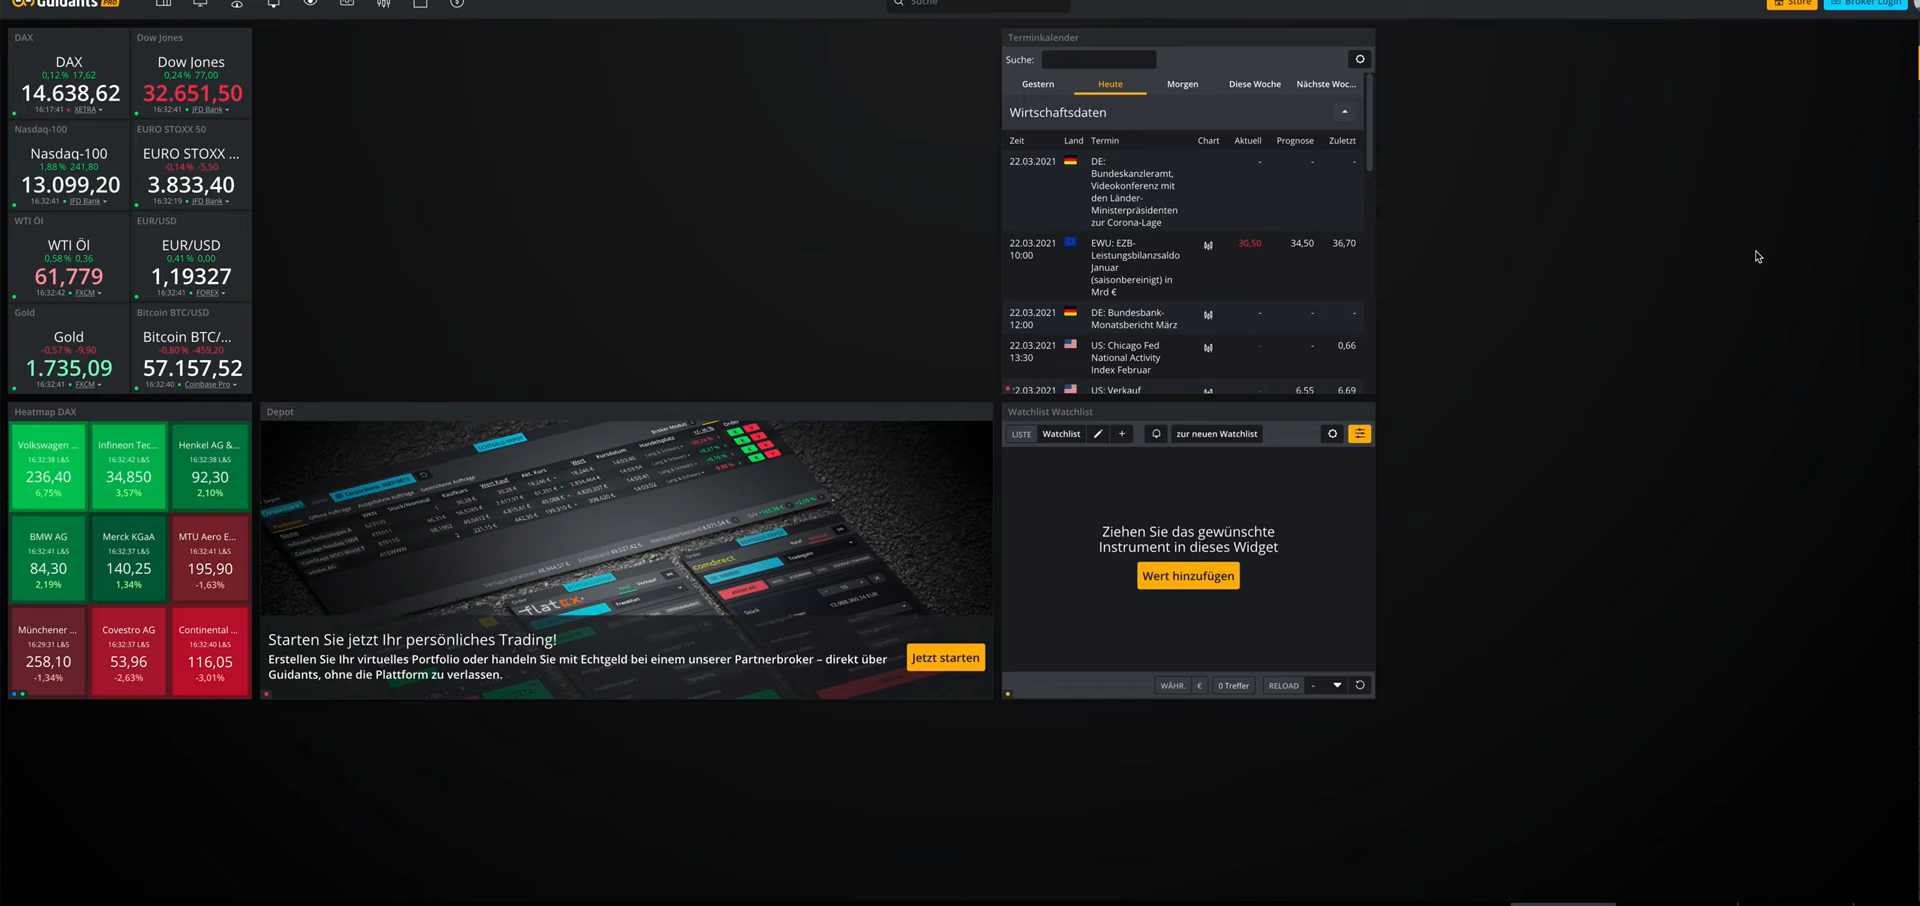 Guidants PRO
Suche
Store
Broker Login
DAX
DAX
0,12 % 17,62
14.638,62
16:17:41 XETRA
Dow Jones
Dow Jones
0,24 % 77,00
32.651,50
16:32:41 JFD Bank
Nasdaq-100
Nasdaq-100
1,88 % 241,80
13.099,20
16:32:41 JFD Bank
EURO STOXX 50
EURO STOXX ...
-0,14 % -5,50
3.833,40
16:32:19 JFD Bank
WTI Öl
WTI Öl
0,58 % 0,36
61,779
16:32:42 FXCM
EUR/USD
EUR/USD
0,41 % 0,00
1,19327
16:32:41 FOREX
Gold
Gold
-0,57 % -9,90
1.735,09
16:32:41 FXCM
Bitcoin BTC/USD
Bitcoin BTC/...
-0,80 % -459,20
57.157,52
16:32:40 Coinbase Pro
Terminkalender
Suche:
Gestern Heute Morgen Diese Woche Nächste Woc...
Wirtschaftsdaten
Zeit Land Termin Chart Aktuell Prognose Zuletzt
22.03.2021 DE: - - -
Bundeskanzleramt,
Videokonferenz mit
den Länder-
Ministerpräsidenten
zur Corona-Lage
22.03.2021 EWU: EZB- 30,50 34,50 36,70
10:00 Leistungsbilanzsaldo
Januar
(saisonbereinigt) in
Mrd €
22.03.2021 DE: Bundesbank- - - -
12:00 Monatsbericht März
22.03.2021 US: Chicago Fed - - 0,66
13:30 National Activity
Index Februar
22.03.2021 US: Verkauf - 6,55 6,69
Heatmap DAX
Volkswagen ...
16:32:38 L&S
236,40
6,75%
Infineon Tec...
16:32:42 L&S
34,850
3,57%
Henkel AG &...
16:32:38 L&S
92,30
2,10%
BMW AG
16:32:41 L&S
84,30
2,19%
Merck KGaA
16:32:37 L&S
140,25
1,34%
MTU Aero E...
16:32:41 L&S
195,90
-1,63%
Münchener ...
16:29:31 L&S
258,10
-1,34%
Covestro AG
16:32:37 L&S
53,96
-2,63%
Continental ...
16:32:40 L&S
116,05
-3,01%
Depot
ECHTGELD DEPOT
flatex
comdirect
Starten Sie jetzt Ihr persönliches Trading!
Erstellen Sie Ihr virtuelles Portfolio oder handeln Sie mit Echtgeld bei einem unserer Partnerbroker – direkt über
Guidants, ohne die Plattform zu verlassen.
Jetzt starten
Watchlist Watchlist
LISTE Watchlist + zur neuen Watchlist
Ziehen Sie das gewünschte
Instrument in dieses Widget
Wert hinzufügen
WÄHR. € 0 Treffer RELOAD -